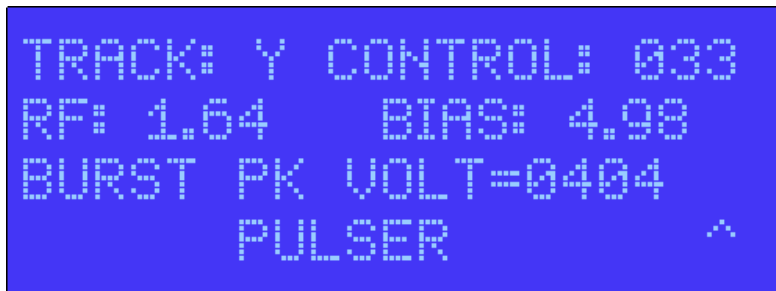 TRACK: Y CONTROL: 033
RF: 1.64 BIAS: 4.98
BURST PK VOLT=0404
PULSER ^